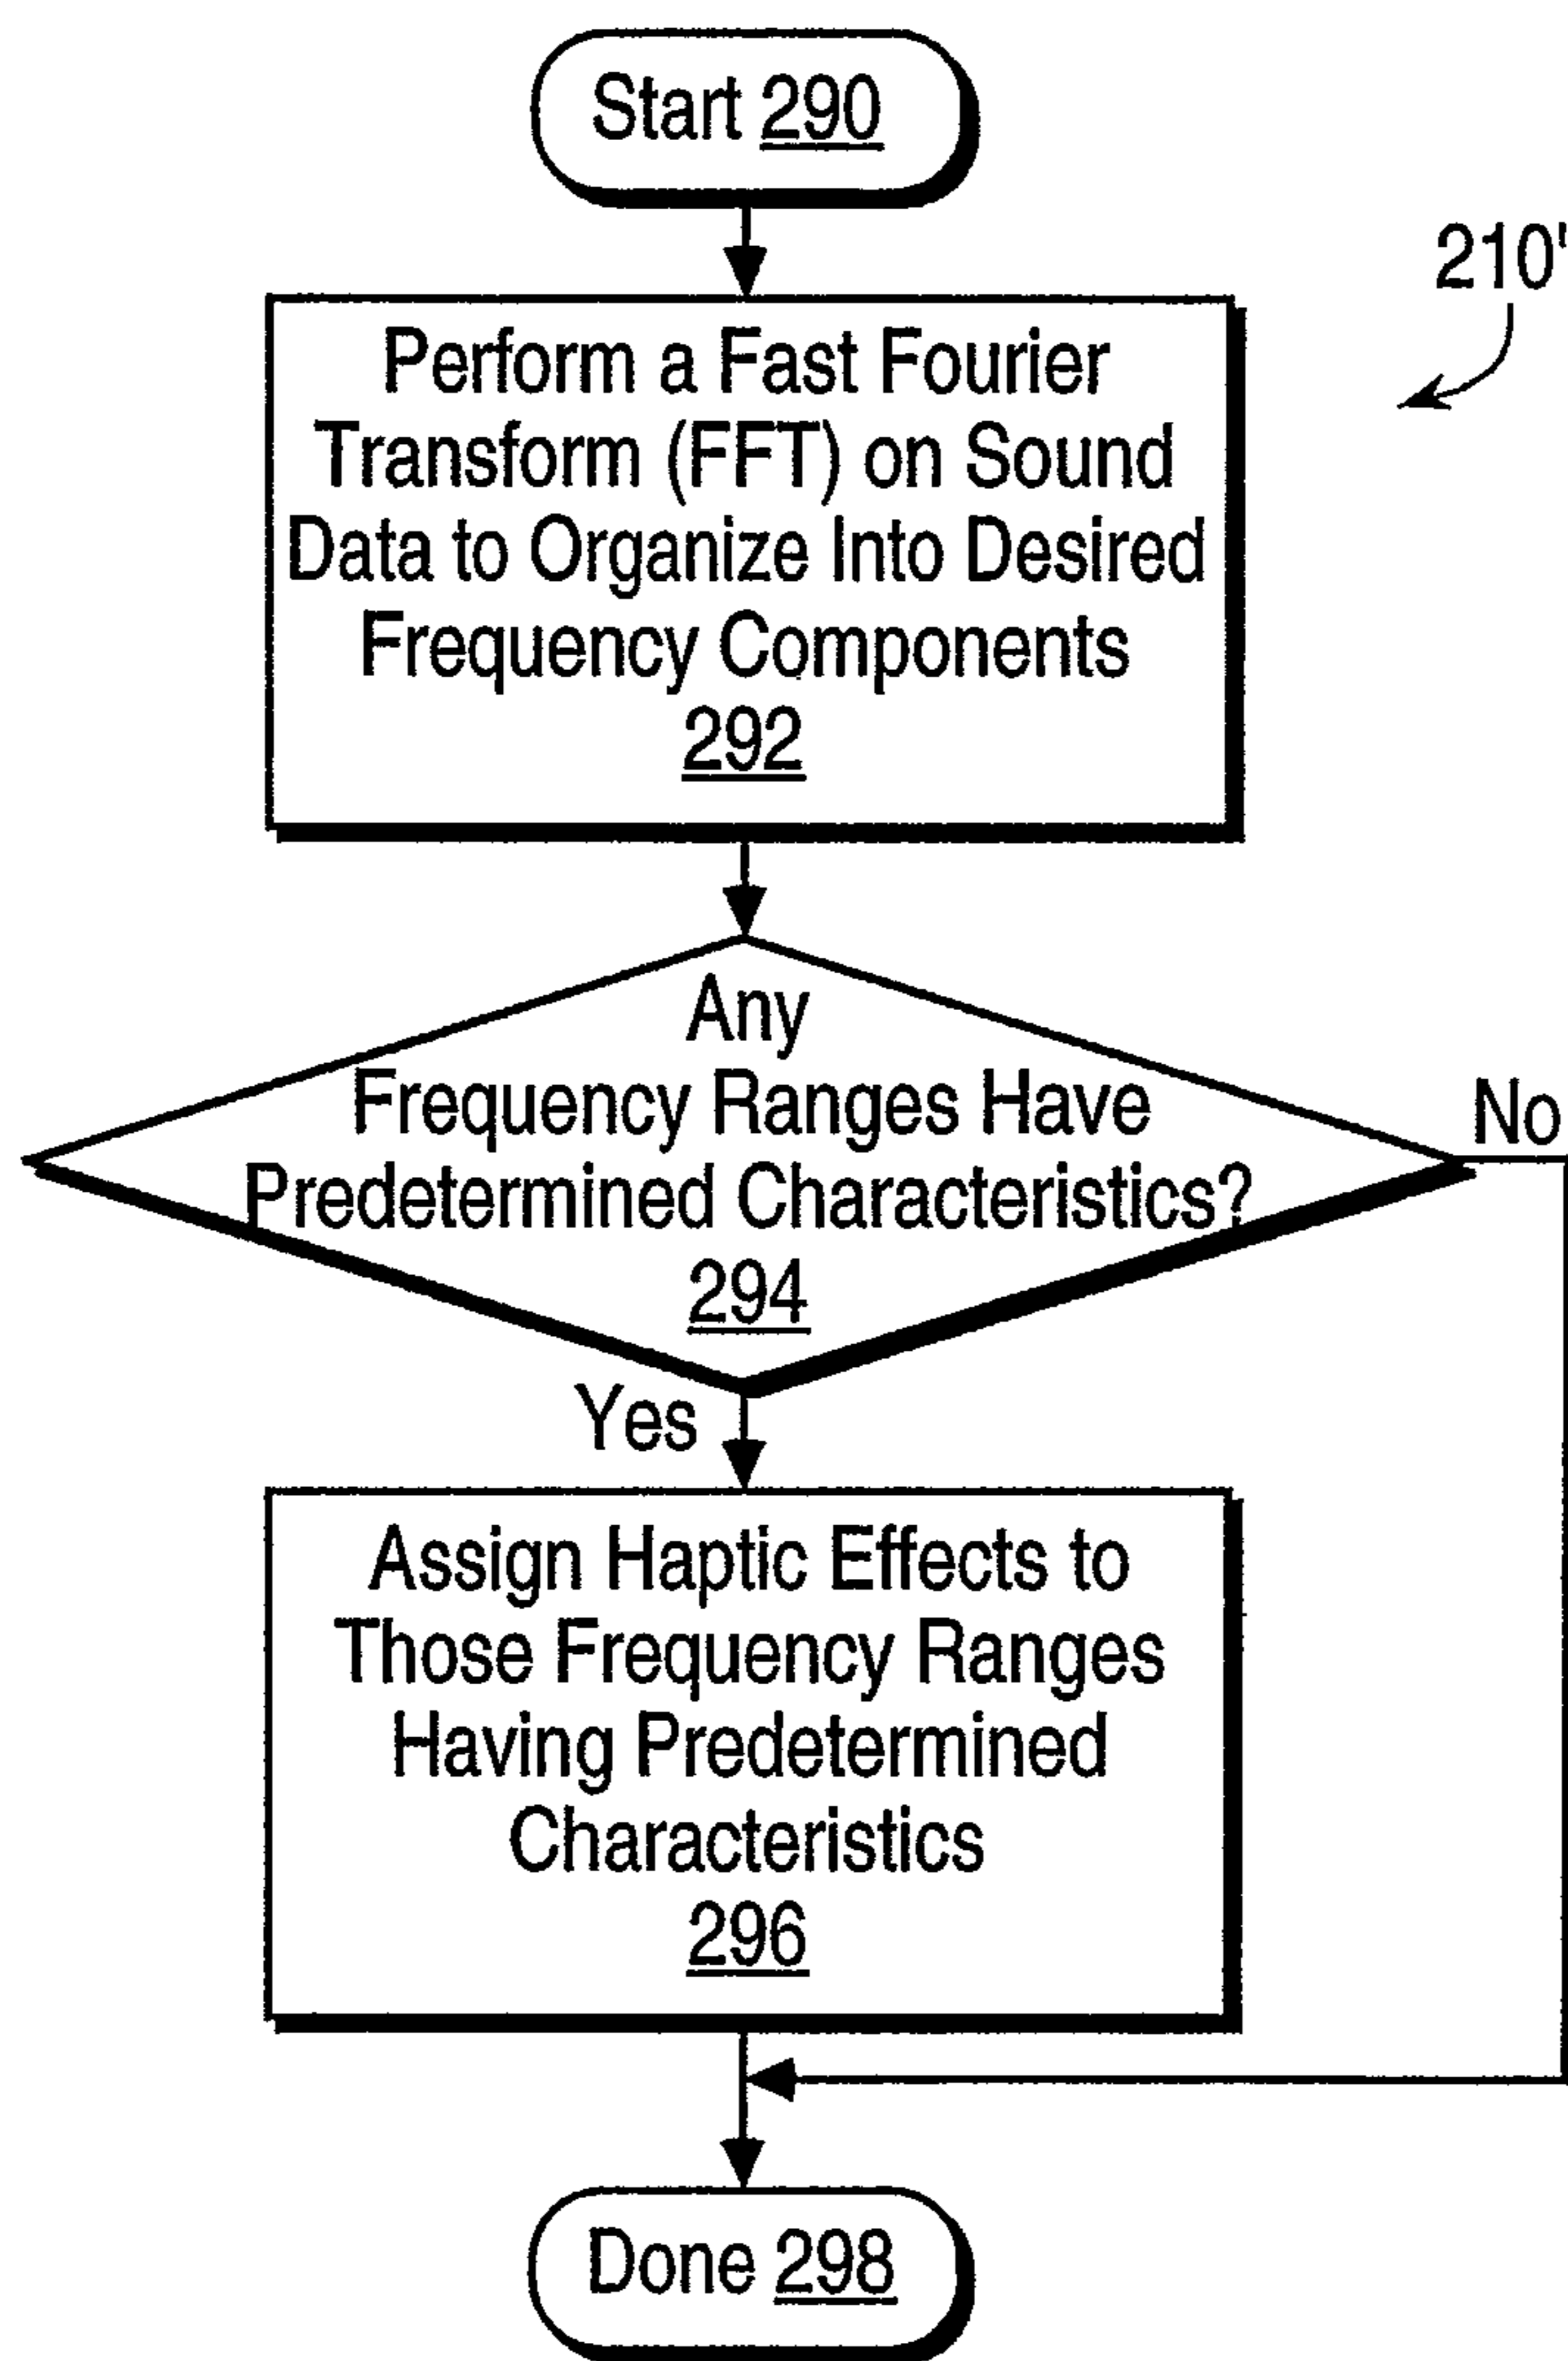 Start 290
210'
Perform a Fast Fourier
Transform (FFT) on Sound
Data to Organize Into Desired
Frequency Components
292
Any
Frequency Ranges Have
Predetermined Characteristics?
294
No
Yes
Assign Haptic Effects to
Those Frequency Ranges
Having Predetermined
Characteristics
296
Done 298